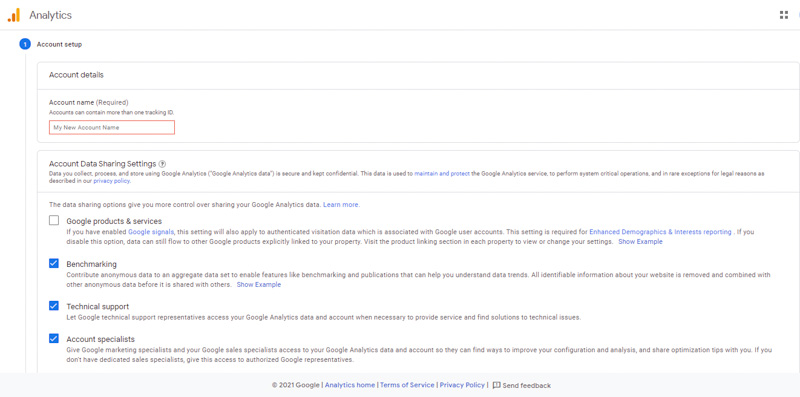 Analytics
1 Account setup
Account details
Account name (Required)
Accounts can contain more than one tracking ID.
My New Account Name
Account Data Sharing Settings ?
Data you collect, process, and store using Google Analytics ("Google Analytics data") is secure and kept confidential. This data is used to maintain and protect the Google Analytics service, to perform system critical operations, and in rare exceptions for legal reasons as
described in our privacy policy.
The data sharing options give you more control over sharing your Google Analytics data. Learn more.
Google products & services
If you have enabled Google signals, this setting will also apply to authenticated visitation data which is associated with Google user accounts. This setting is required for Enhanced Demographics & Interests reporting . If you
disable this option, data can still flow to other Google products explicitly linked to your property. Visit the product linking section in each property to view or change your settings. Show Example
Benchmarking
Contribute anonymous data to an aggregate data set to enable features like benchmarking and publications that can help you understand data trends. All identifiable information about your website is removed and combined with
other anonymous data before it is shared with others. Show Example
Technical support
Let Google technical support representatives access your Google Analytics data and account when necessary to provide service and find solutions to technical issues.
Account specialists
Give Google marketing specialists and your Google sales specialists access to your Google Analytics data and account so they can find ways to improve your configuration and analysis, and share optimization tips with you. If you
don't have dedicated sales specialists, give this access to authorized Google representatives.
© 2021 Google | Analytics home | Terms of Service | Privacy Policy | Send feedback